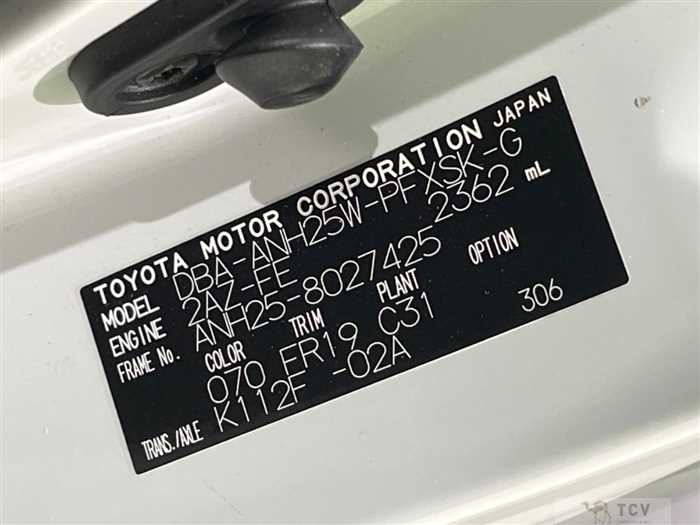 TOYOTA MOTOR CORPORATION JAPAN
MODEL DBA-ANH25W-PFXSK-G
ENGINE 2AZ-FE 2362 mL
FRAME No. ANH25-8027425
COLOR TRIM PLANT OPTION
070 FR19 C31 306
TRANS./AXLE K112F -02A
TCV